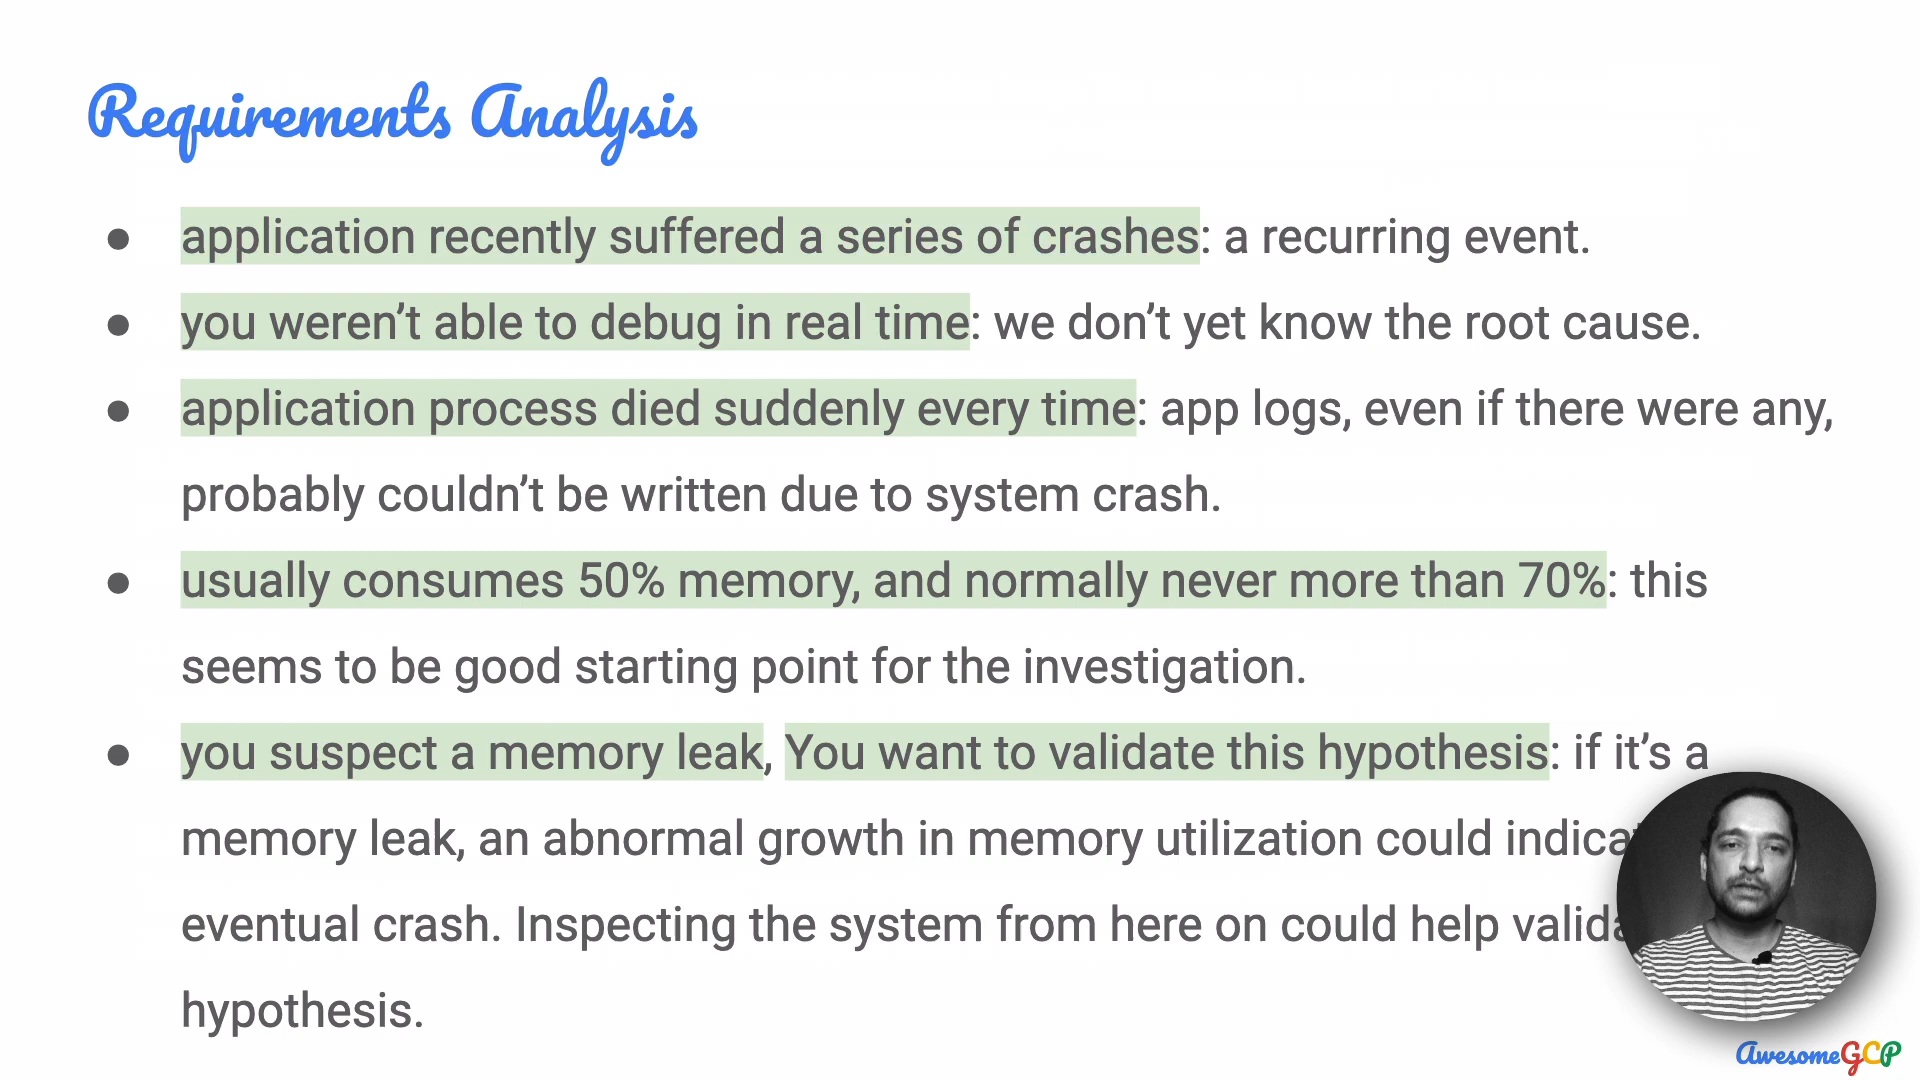 Requirements Analysis
● application recently suffered a series of crashes: a recurring event.
● you weren’t able to debug in real time: we don’t yet know the root cause.
● application process died suddenly every time: app logs, even if there were any,
probably couldn’t be written due to system crash.
● usually consumes 50% memory, and normally never more than 70%: this
seems to be good starting point for the investigation.
● you suspect a memory leak, You want to validate this hypothesis: if it’s a
memory leak, an abnormal growth in memory utilization could
eventual crash. Inspecting the system from here on could help
hypothesis.
AwesomeGCP